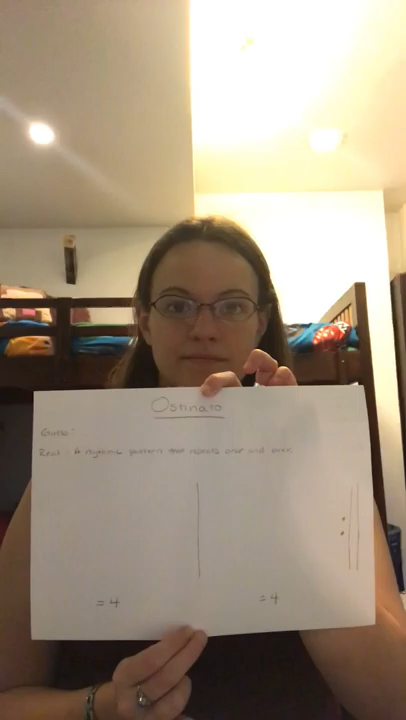 Ostinato
Guess:
Real: A rhythmic pattern that repeats over and over.
= 4 = 4